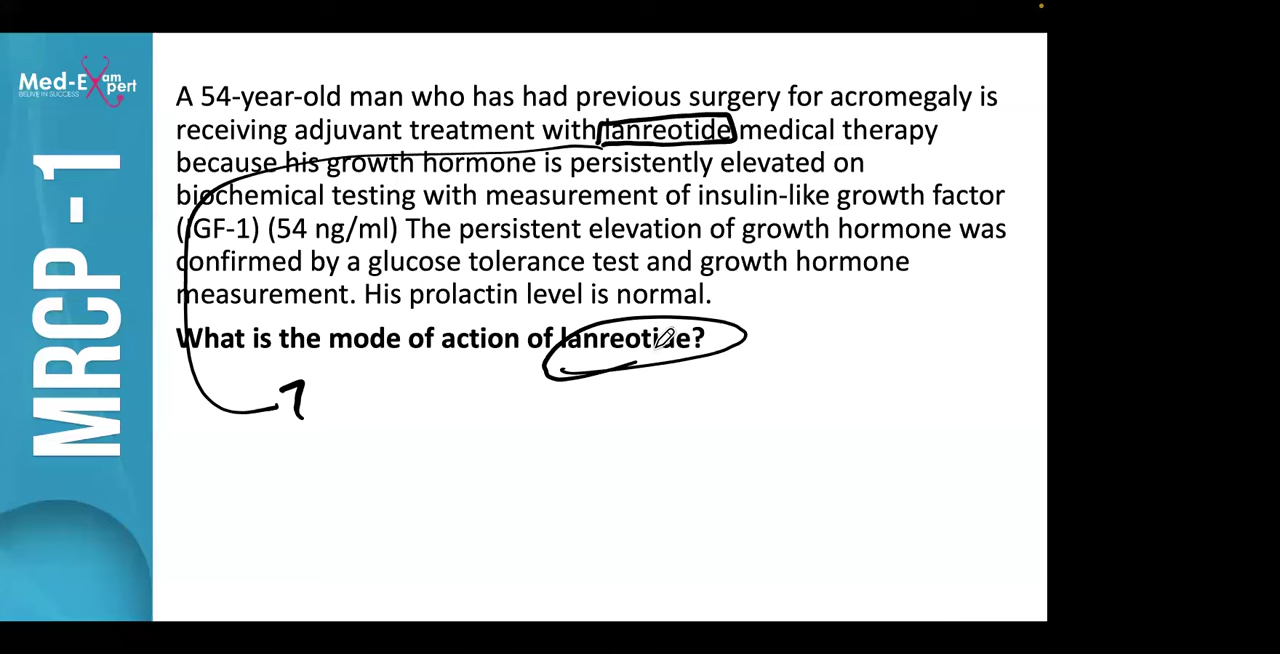 Med-Exam
pert
BELIVE IN SUCCESS
MRCP - 1
A 54-year-old man who has had previous surgery for acromegaly is
receiving adjuvant treatment with lanreotide medical therapy
because his growth hormone is persistently elevated on
biochemical testing with measurement of insulin-like growth factor
(IGF-1) (54 ng/ml) The persistent elevation of growth hormone was
confirmed by a glucose tolerance test and growth hormone
measurement. His prolactin level is normal.
What is the mode of action of lanreotide?